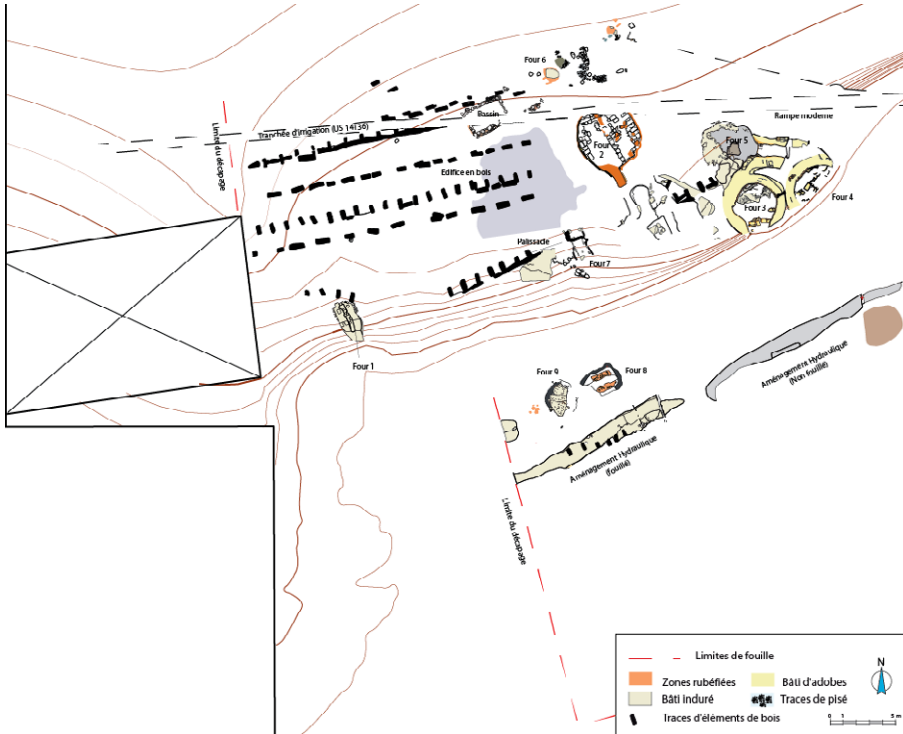 Four 6
Limite du décapage
Tranchée d'irrigation (US 14136)
Bassin
Rampe moderne
Four
2
Four 5
Edifice en bois
Four 3
Four 4
Palissade
Four 7
Four 1
Aménagement Hydraulique
(Non fouillé)
Four 9
Four 8
Aménagement Hydraulique
(fouillé)
Limite du décapage
Limites de fouille
Zones rubéfiées
Bâti d'adobes
N
Bâti induré
Traces de pisé
Traces d'éléments de bois
0 1 5 m